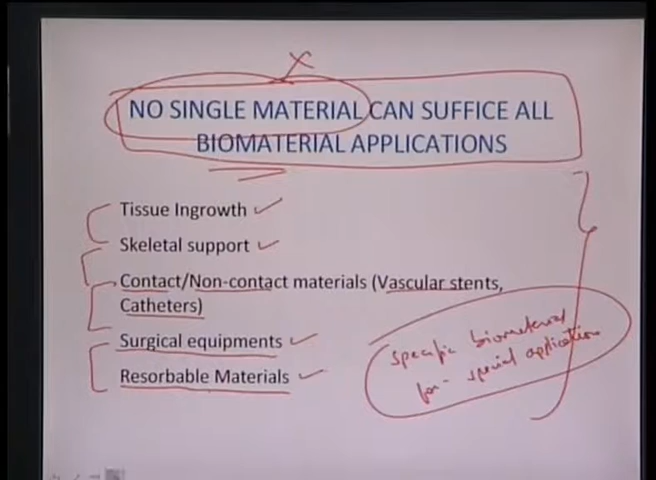 NO SINGLE MATERIAL CAN SUFFICE ALL
BIOMATERIAL APPLICATIONS
Tissue Ingrowth
Skeletal support
Contact/Non-contact materials (Vascular stents,
Catheters)
Surgical equipments
Resorbable Materials
specific biomaterial
for special application